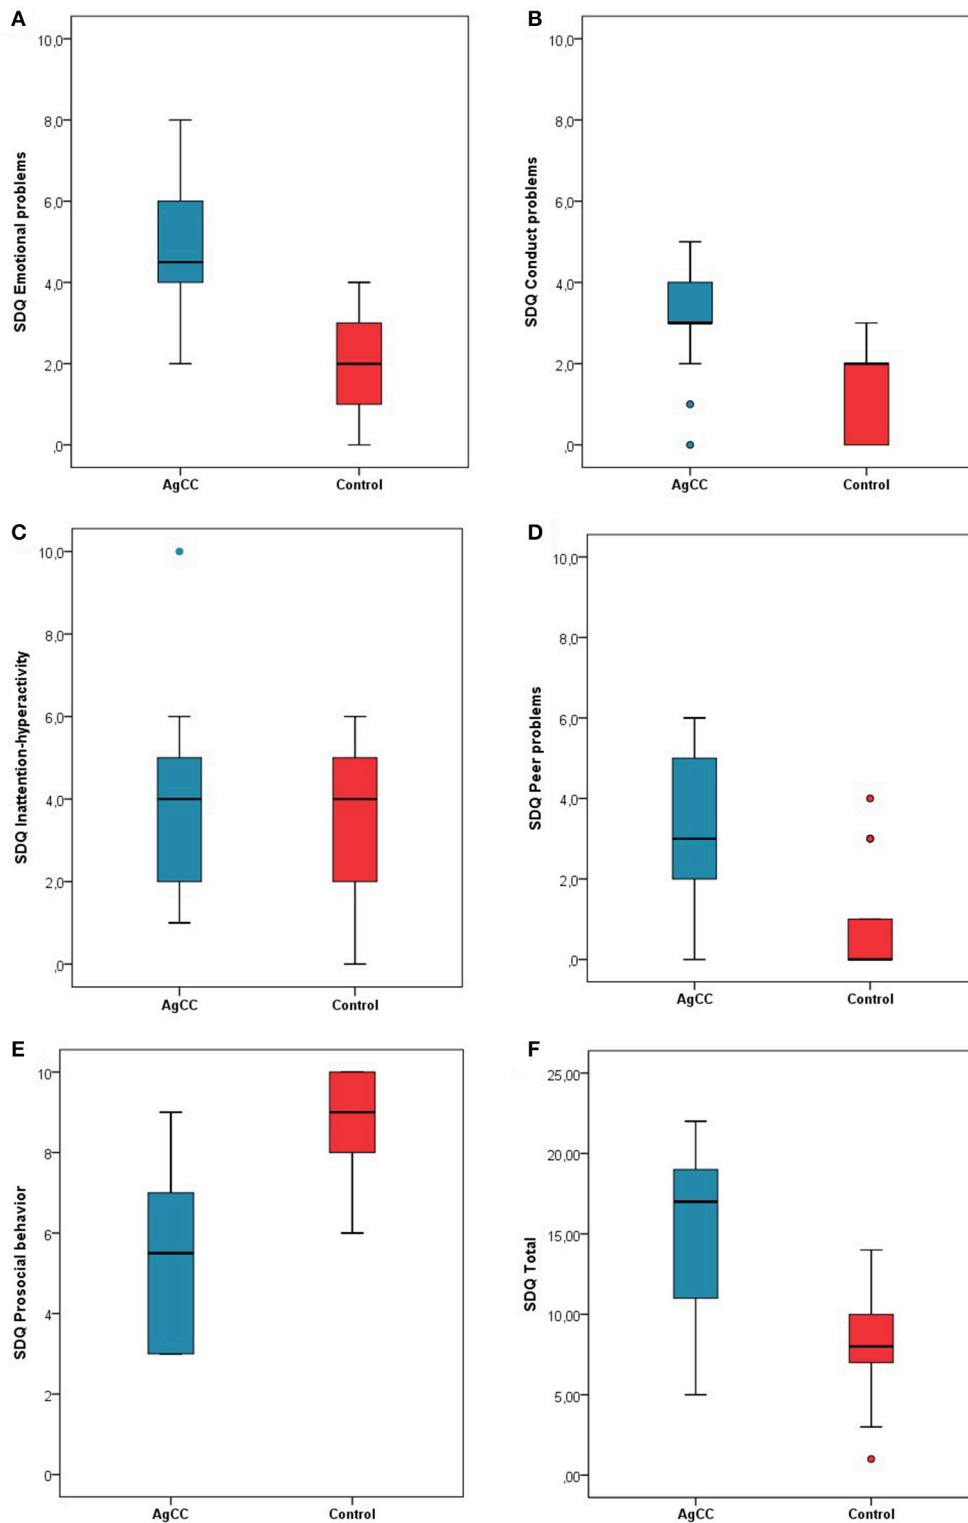 A
SDQ Emotional problems
10,0
8,0
6,0
4,0
2,0
,0
AgCC Control
B
SDQ Conduct problems
10,0
8,0
6,0
4,0
2,0
,0
AgCC Control
C
SDQ Inattention-hyperactivity
10,0
8,0
6,0
4,0
2,0
,0
AgCC Control
D
SDQ Peer problems
10,0
8,0
6,0
4,0
2,0
,0
AgCC Control
E
SDQ Prosocial behavior
10
8
6
4
2
0
AgCC Control
F
SDQ Total
25,00
20,00
15,00
10,00
5,00
,00
AgCC Control